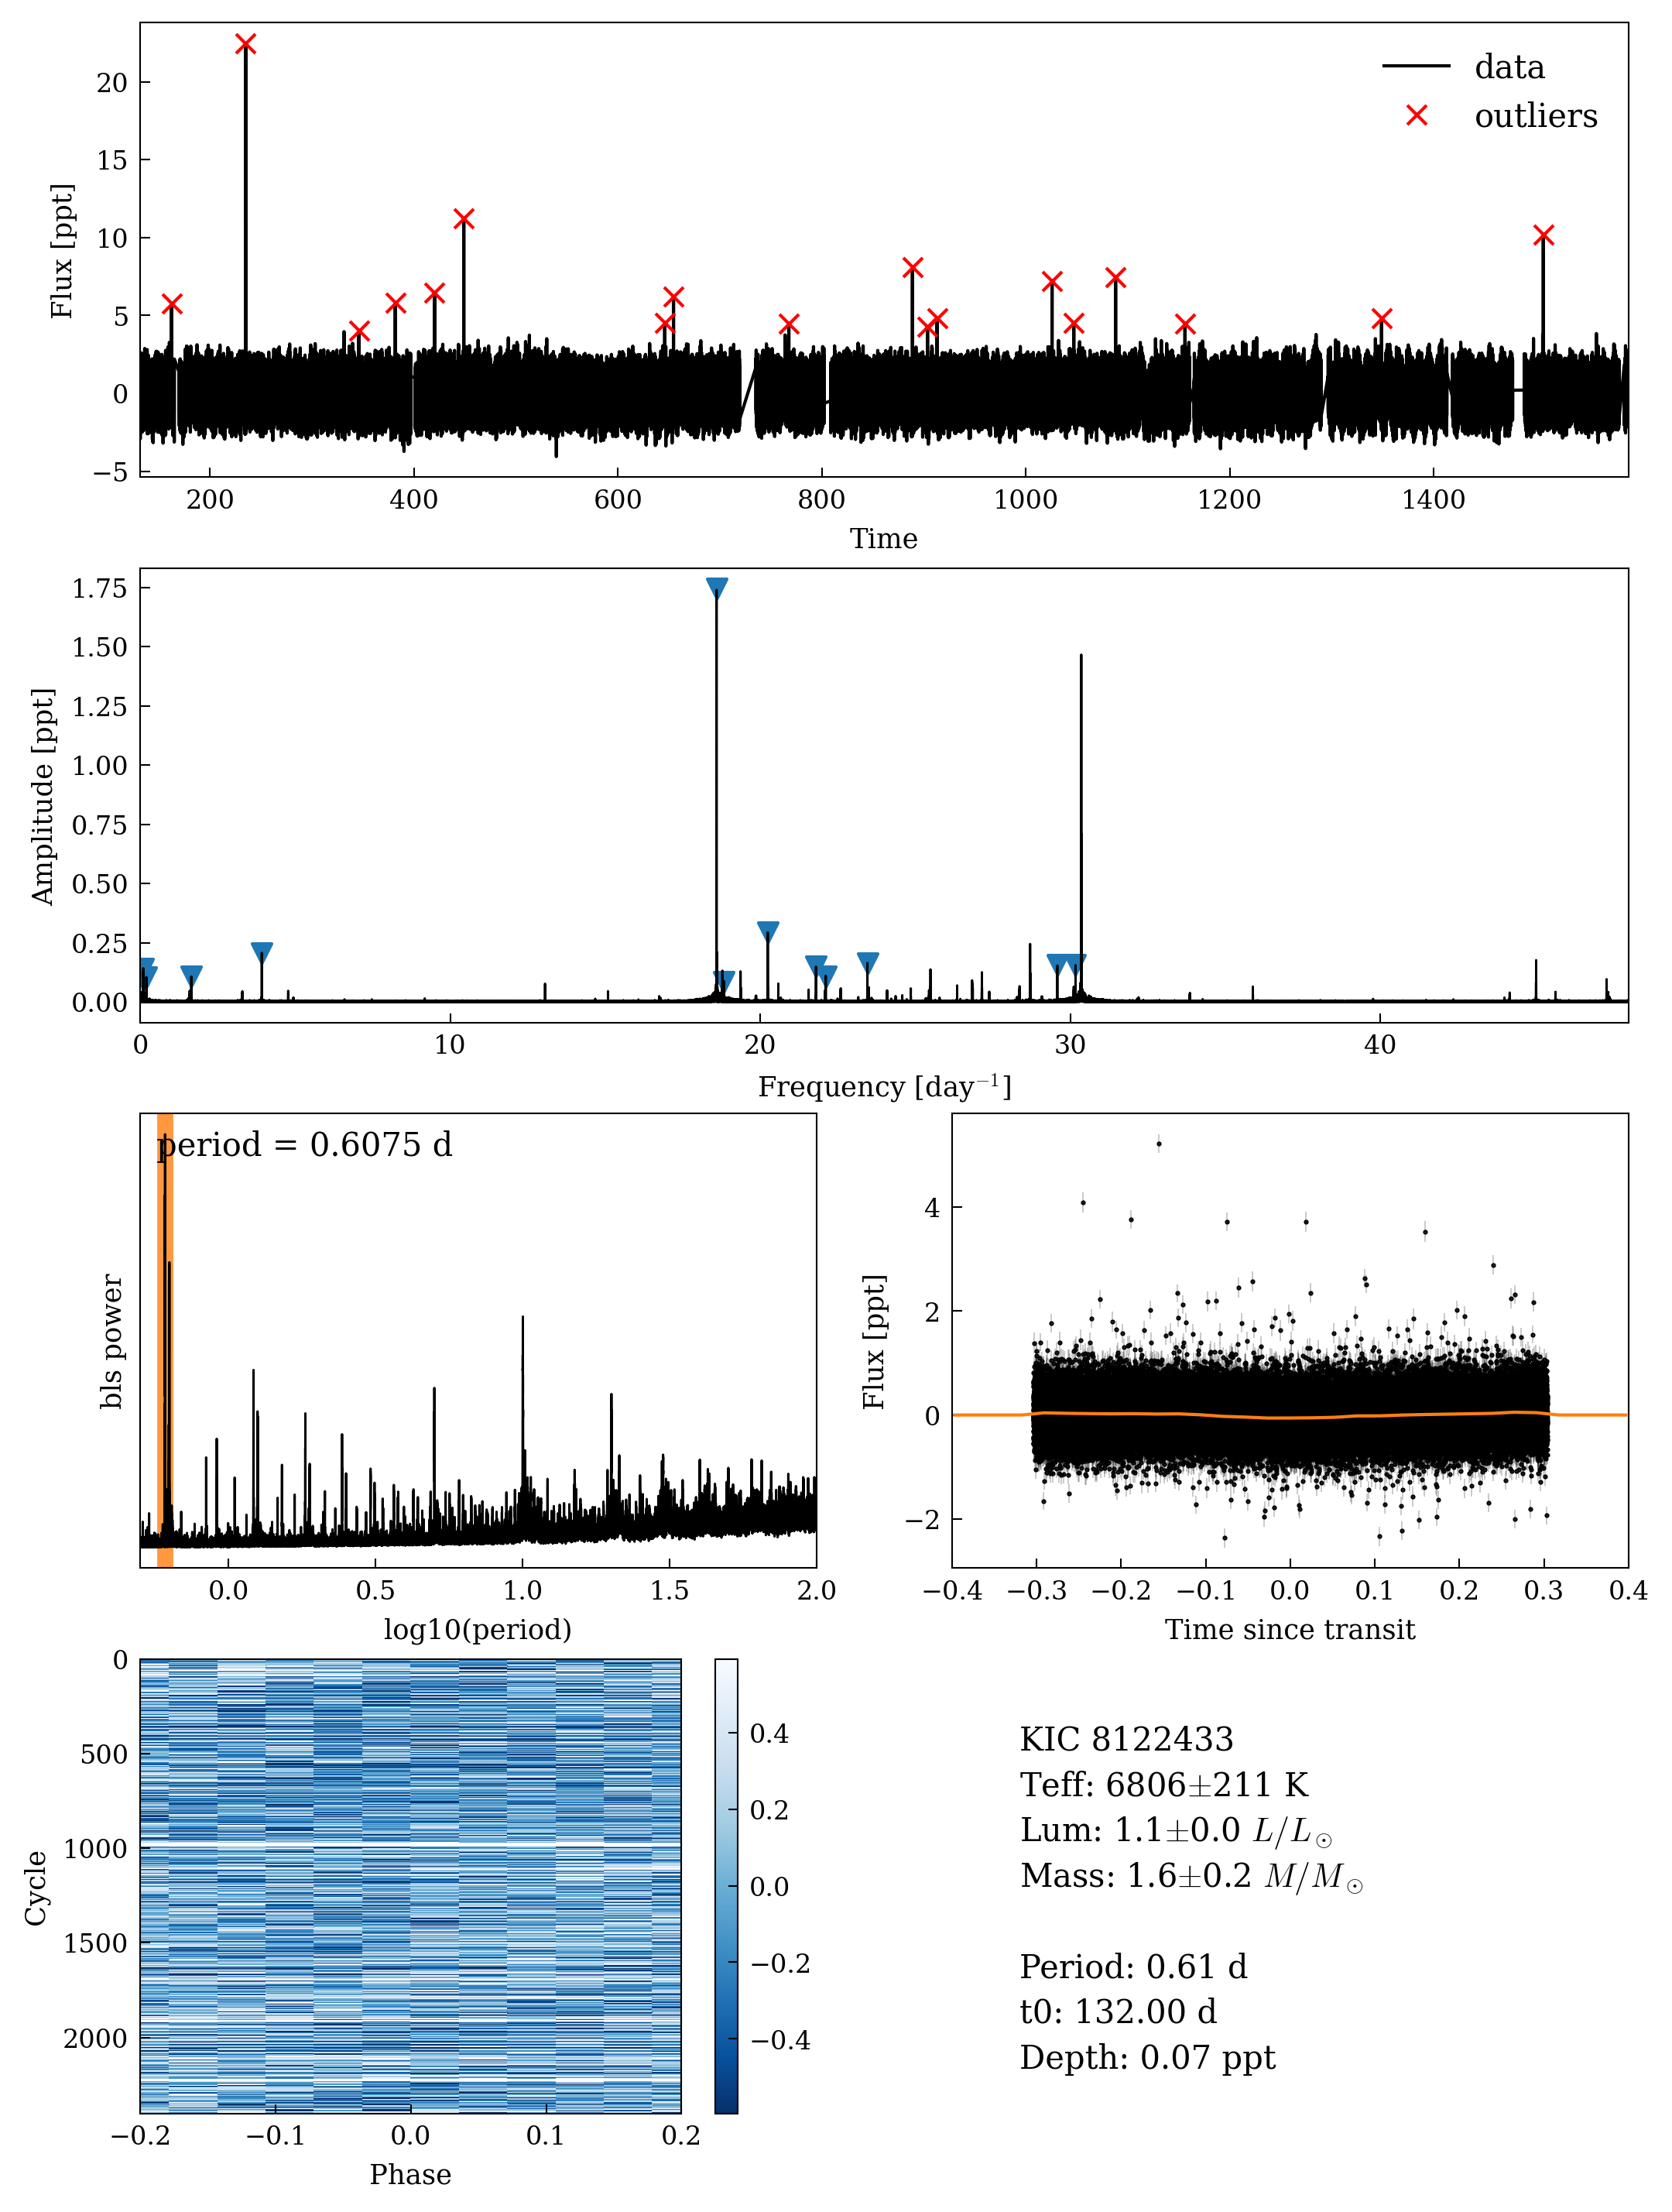 data
outliers
20
15
10
5
0
−5
Flux [ppt]
200 400 600 800 1000 1200 1400
Time
1.75
1.50
1.25
1.00
0.75
0.50
0.25
0.00
Amplitude [ppt]
0 10 20 30 40
Frequency [day⁻¹]
period = 0.6075 d
bls power
0.0 0.5 1.0 1.5 2.0
log10(period)
4
2
0
−2
Flux [ppt]
−0.4 −0.3 −0.2 −0.1 0.0 0.1 0.2 0.3 0.4
Time since transit
0
500
1000
1500
2000
Cycle
−0.2 −0.1 0.0 0.1 0.2
Phase
0.4
0.2
0.0
−0.2
−0.4
KIC 8122433
Teff: 6806±211 K
Lum: 1.1±0.0 L/L⊙
Mass: 1.6±0.2 M/M⊙
Period: 0.61 d
t0: 132.00 d
Depth: 0.07 ppt